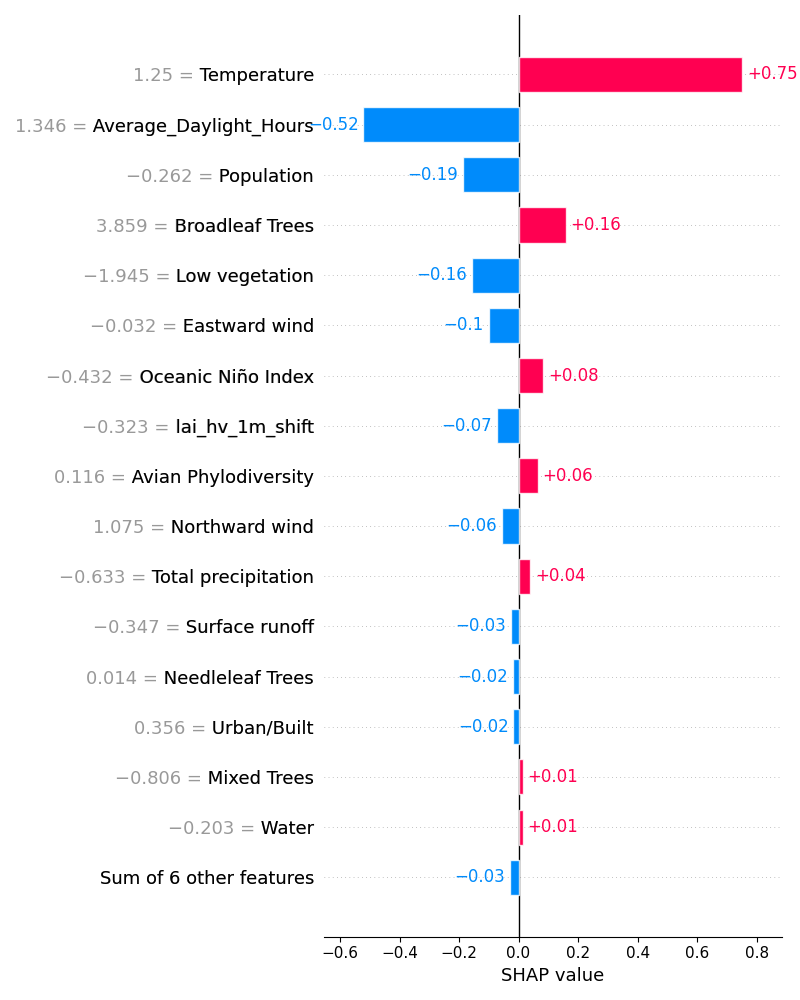 1.25 = Temperature +0.75
1.346 = Average_Daylight_Hours −0.52
−0.262 = Population −0.19
3.859 = Broadleaf Trees +0.16
−1.945 = Low vegetation −0.16
−0.032 = Eastward wind −0.1
−0.432 = Oceanic Niño Index +0.08
−0.323 = lai_hv_1m_shift −0.07
0.116 = Avian Phylodiversity +0.06
1.075 = Northward wind −0.06
−0.633 = Total precipitation +0.04
−0.347 = Surface runoff −0.03
0.014 = Needleleaf Trees −0.02
0.356 = Urban/Built −0.02
−0.806 = Mixed Trees +0.01
−0.203 = Water +0.01
Sum of 6 other features −0.03
−0.6 −0.4 −0.2 0.0 0.2 0.4 0.6 0.8
SHAP value